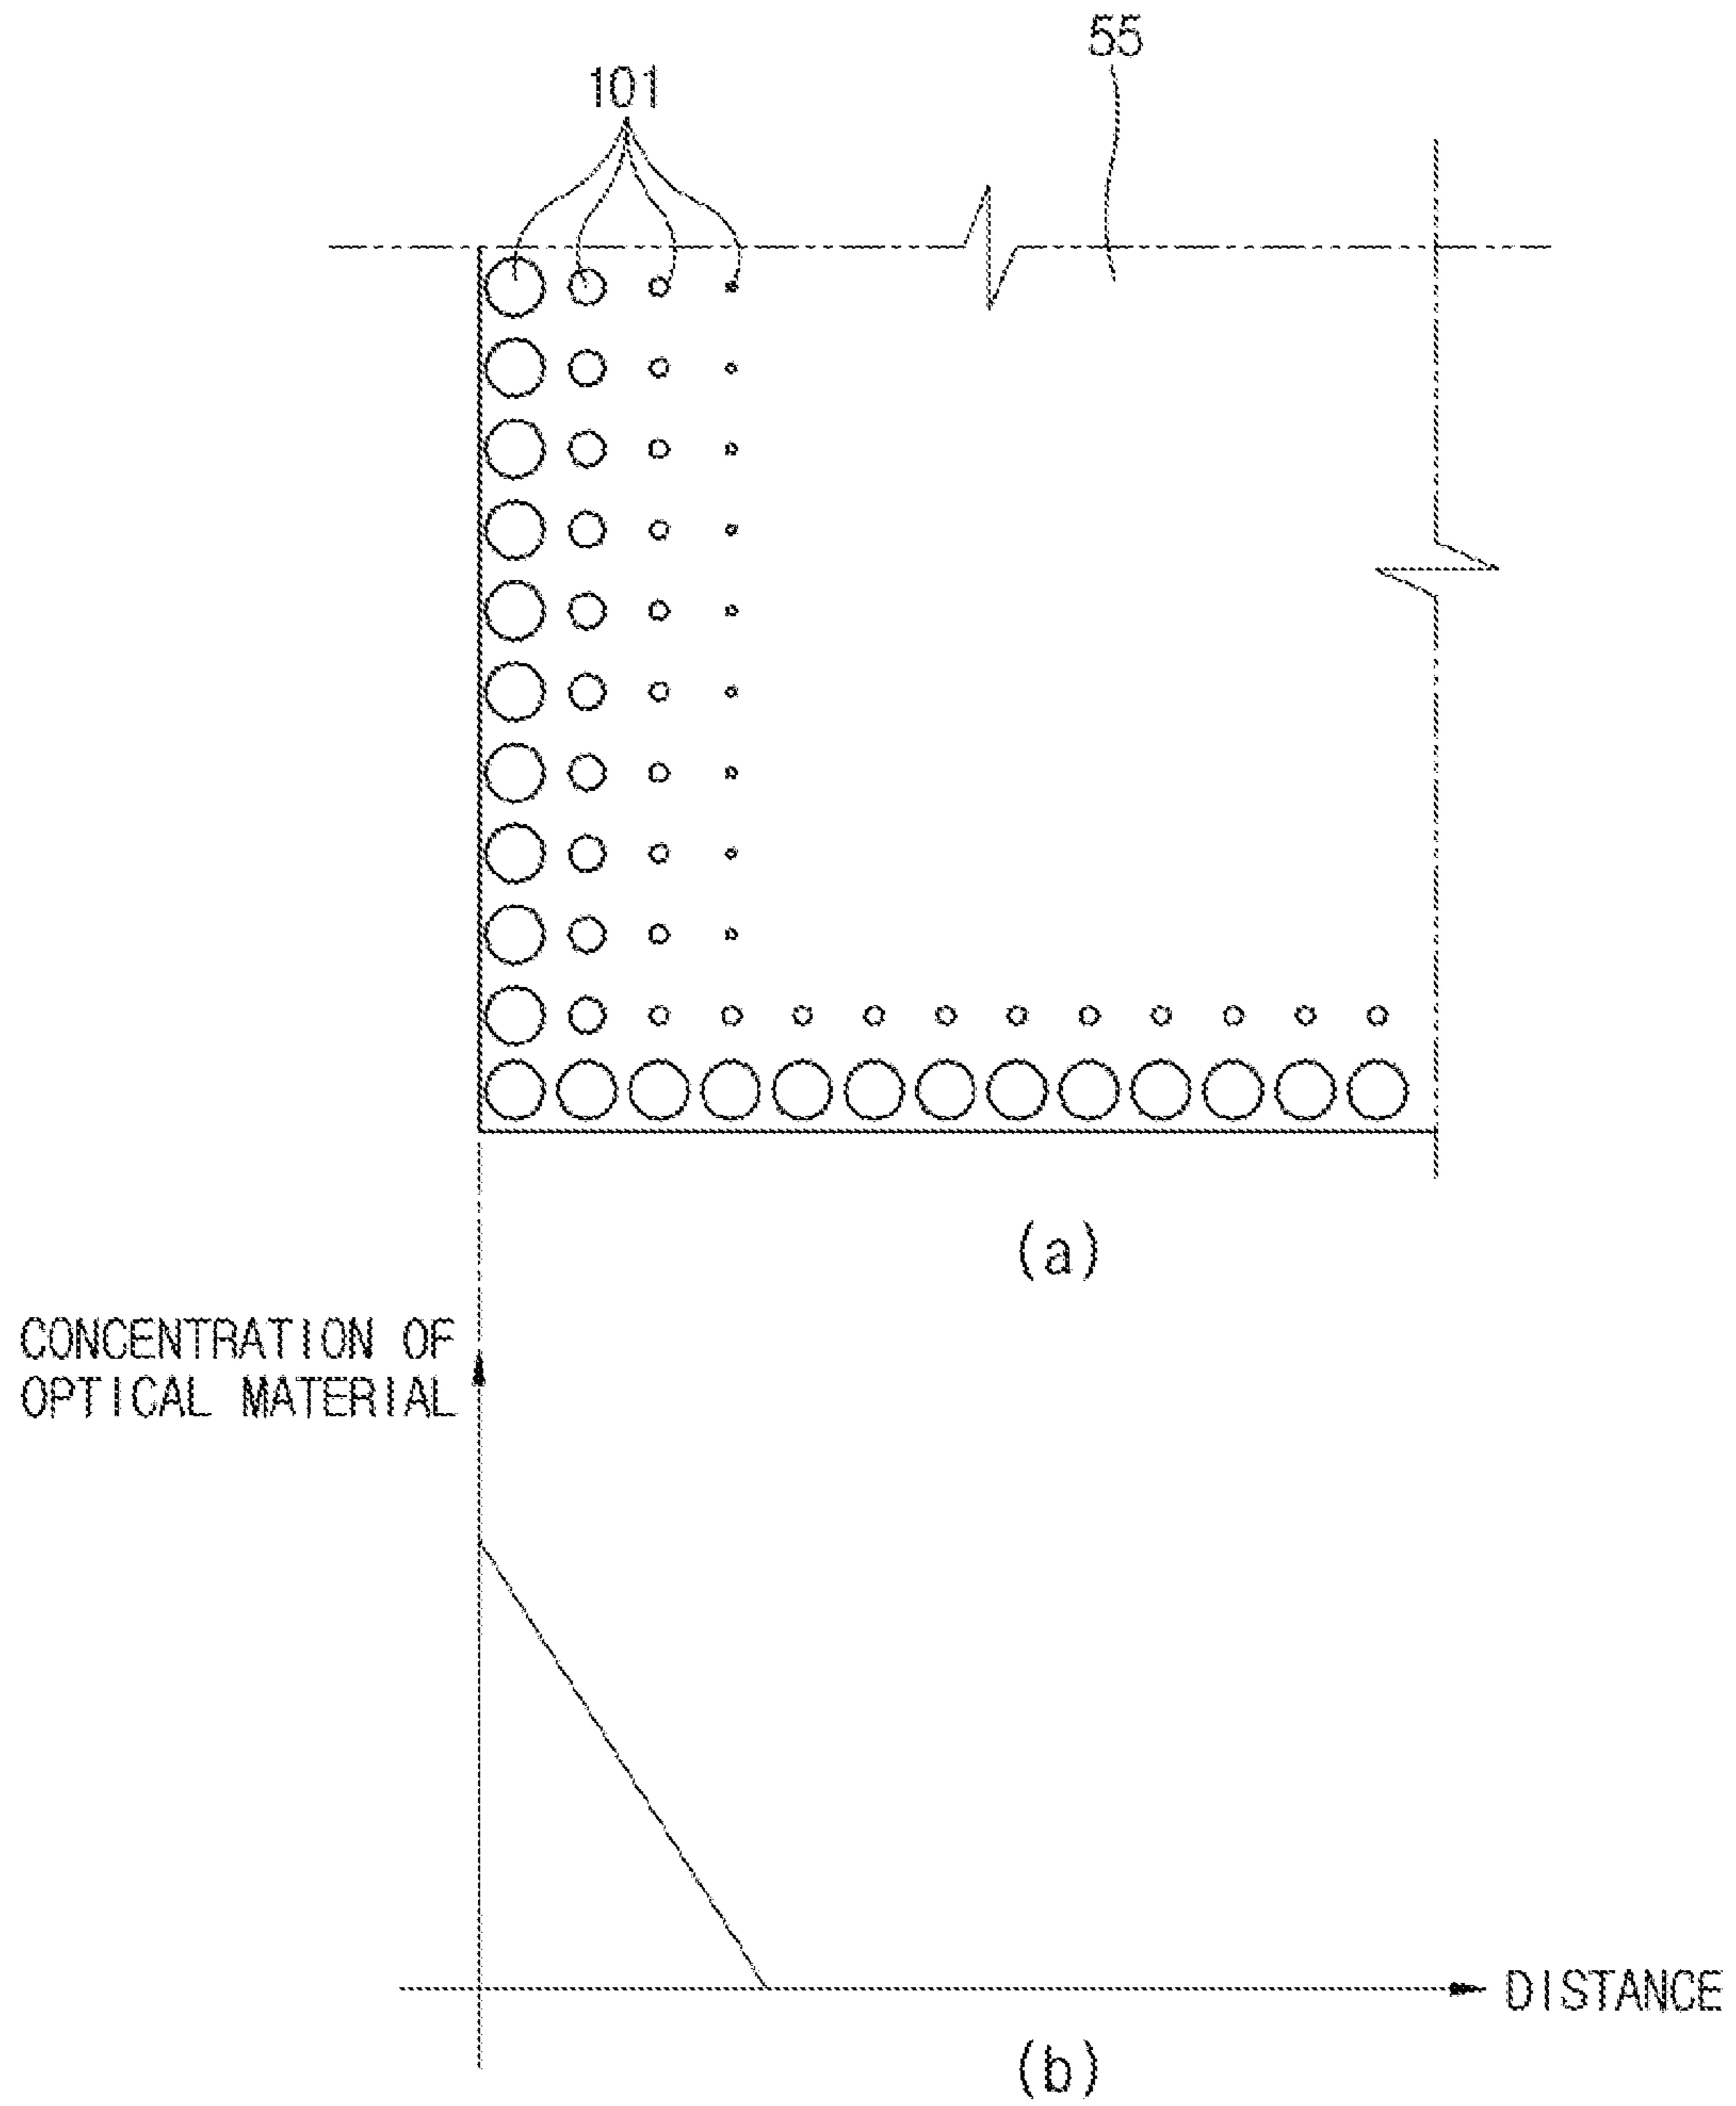 55
101
(a)
CONCENTRATION OF
OPTICAL MATERIAL
DISTANCE
(b)